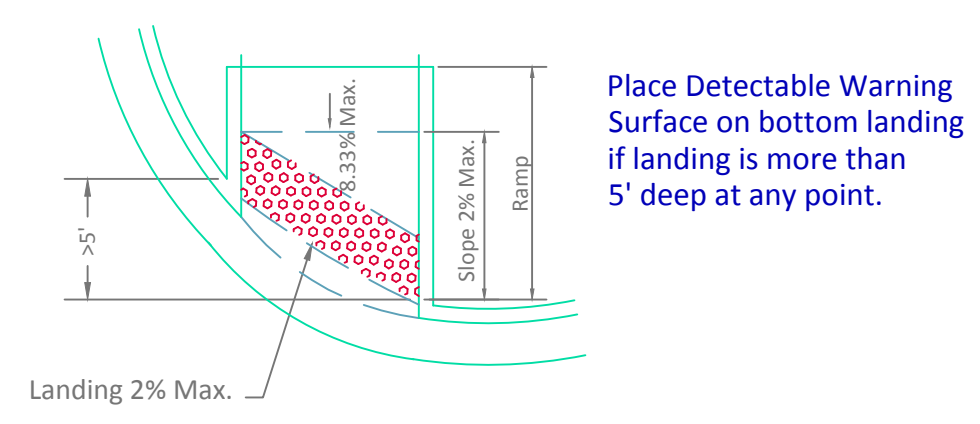 Place Detectable Warning
Surface on bottom landing
if landing is more than
5' deep at any point.
8.33% Max.
Slope 2% Max.
Ramp
>5'
Landing 2% Max.